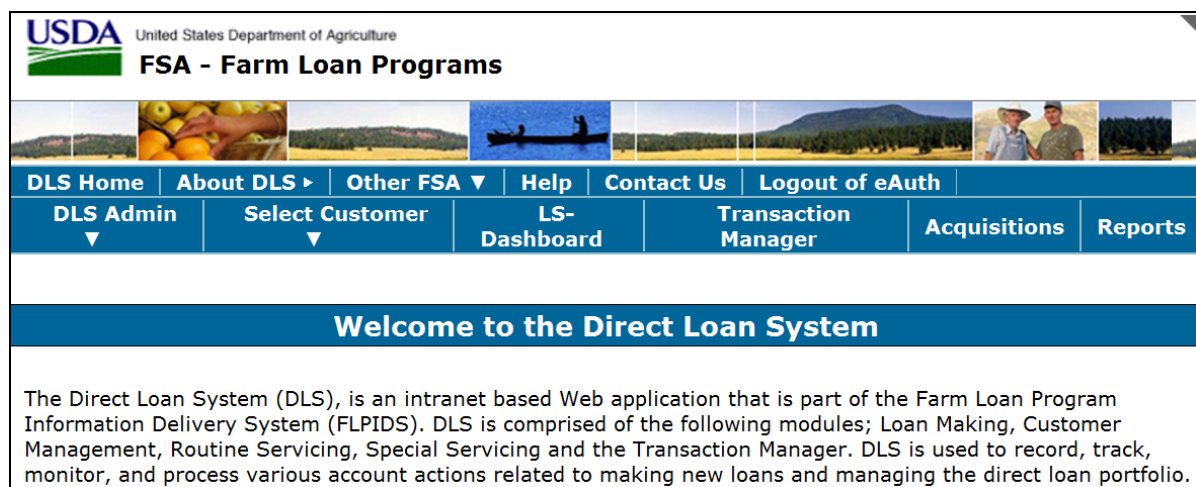 USDA United States Department of Agriculture
FSA - Farm Loan Programs
DLS Home About DLS ► Other FSA ▼ Help Contact Us Logout of eAuth
DLS Admin ▼ Select Customer ▼ LS-Dashboard Transaction Manager Acquisitions Reports
Welcome to the Direct Loan System
The Direct Loan System (DLS), is an intranet based Web application that is part of the Farm Loan Program
Information Delivery System (FLPIDS). DLS is comprised of the following modules; Loan Making, Customer
Management, Routine Servicing, Special Servicing and the Transaction Manager. DLS is used to record, track,
monitor, and process various account actions related to making new loans and managing the direct loan portfolio.